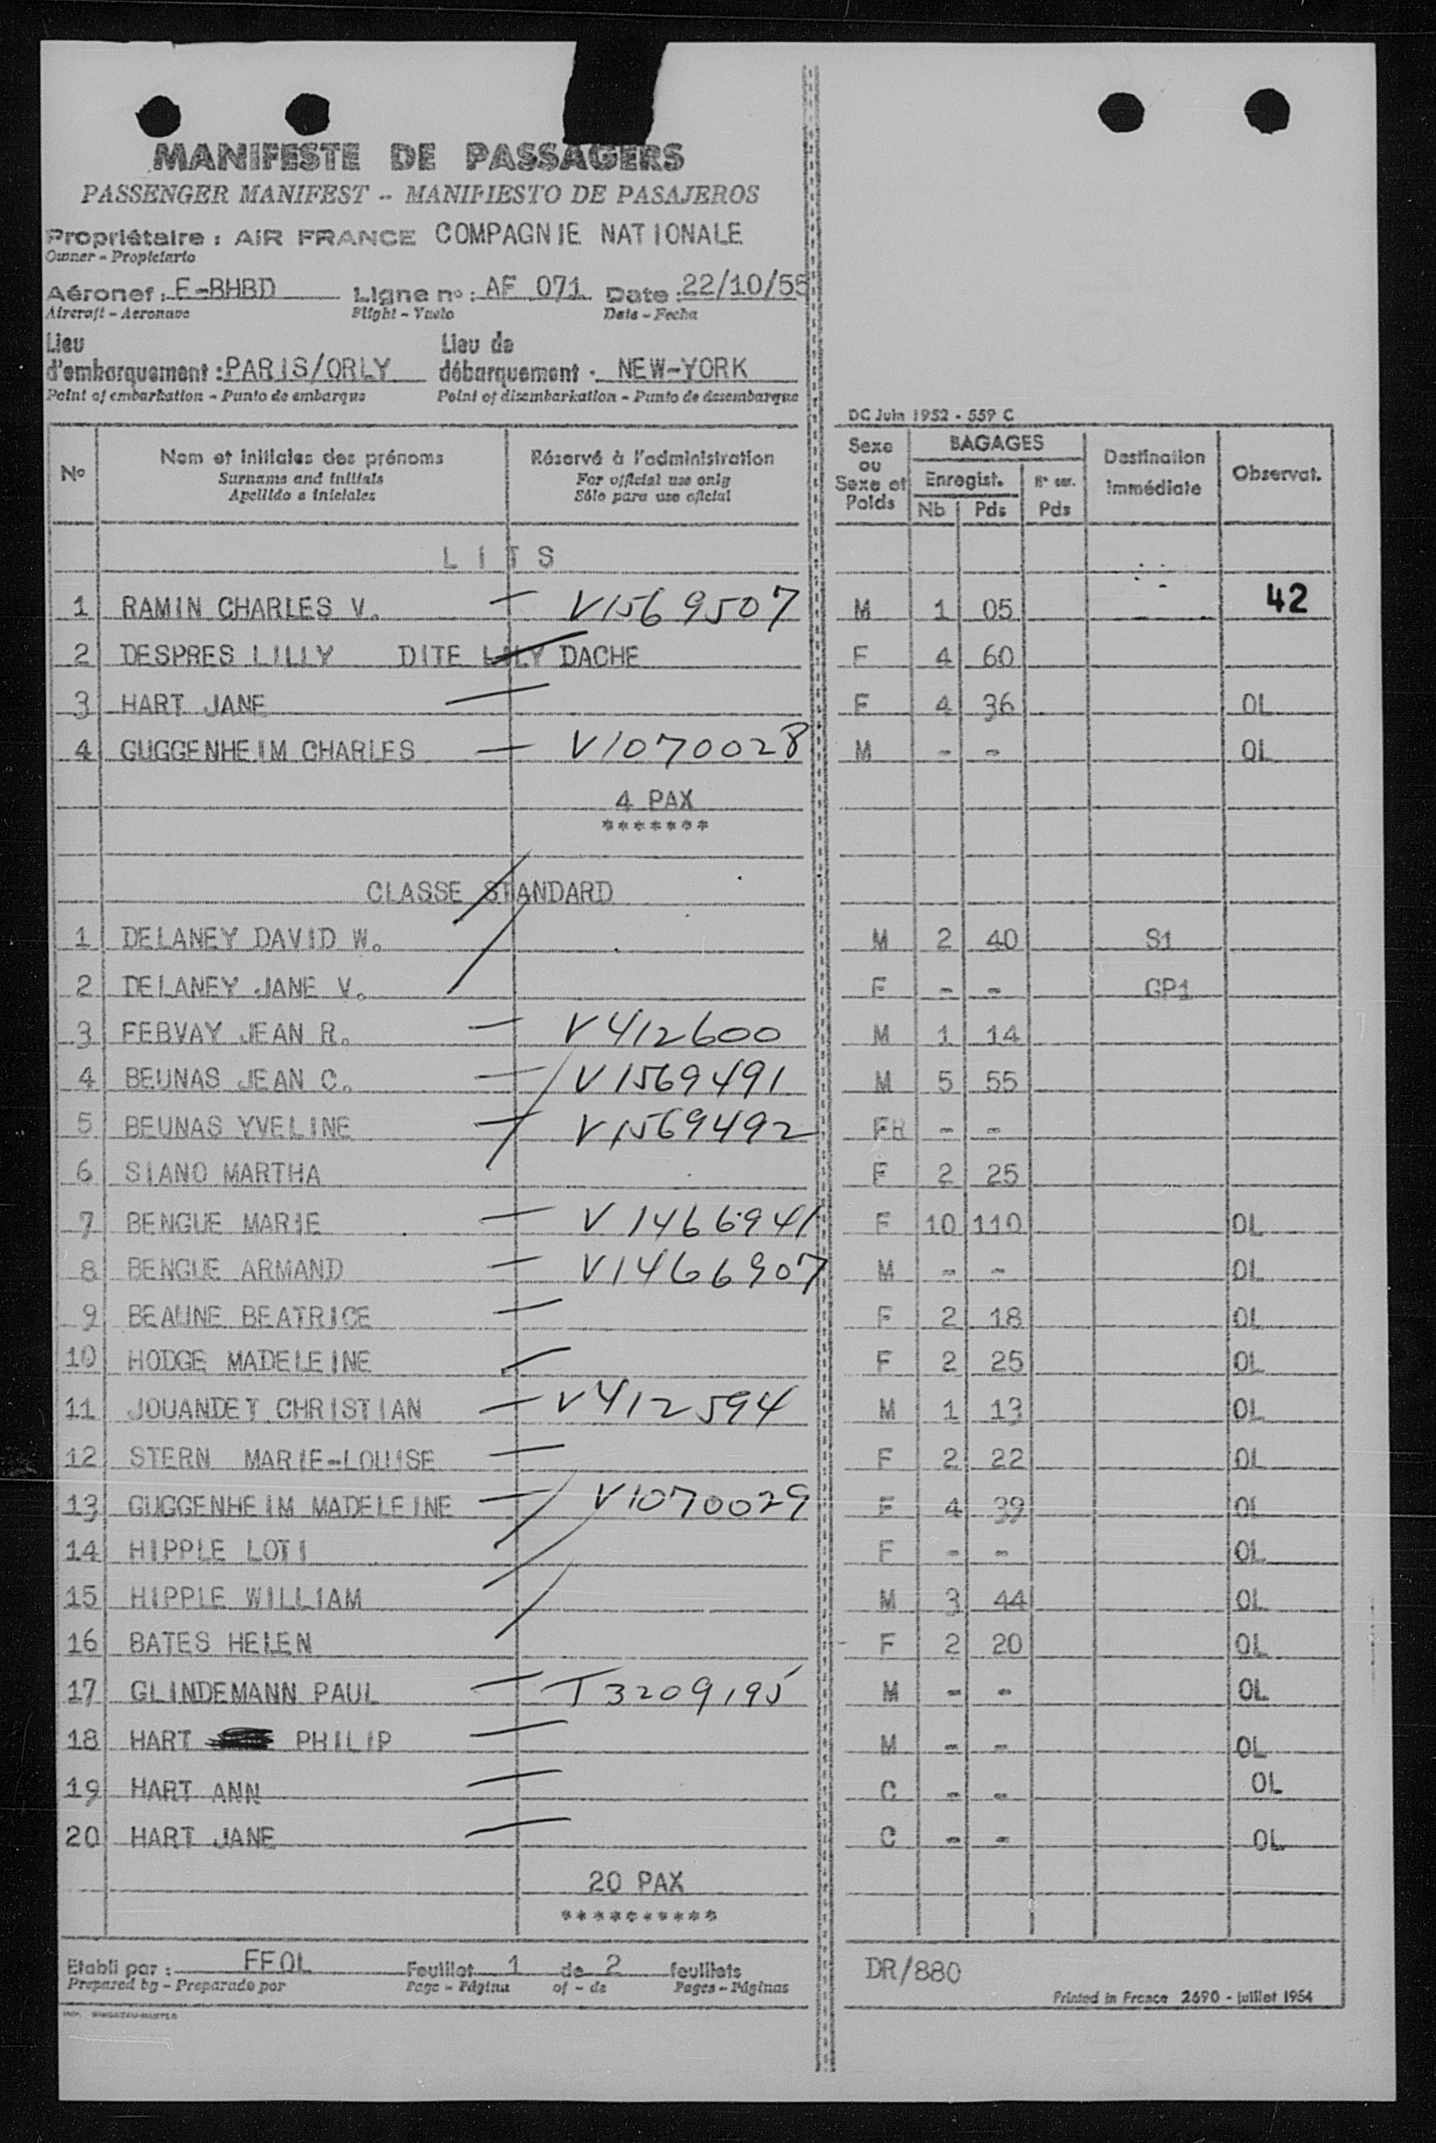 MANIFESTE DE PASSAGERS
PASSENGER MANIFEST - MANIFIESTO DE PASAJEROS
Propriétaire : AIR FRANCE COMPAGNIE NATIONALE
Owner - Propietario
Aéronef : F-BHBD Ligne no : AF 071 Date : 22/10/55
Aircraft - Aeronave Flight - Vuelo Date - Fecha
Lieu d'embarquement : PARIS/ORLY Lieu de débarquement : NEW-YORK
Point of embarkation - Punto de embarque Point of disembarkation - Punto de desembarque
DC Juin 1952 - 559 C
No Nom et initiales des prénoms Réservé à l'administration Sexe ou Sexe et Poids BAGAGES Destination immédiate Observat.
Surname and initials For official use only Enregist.
Apellido e iniciales Sólo para uso oficial Nb Pds Pds
LITS
1 RAMIN CHARLES V. — V1569507 M 1 05 42
2 DESPRES LILLY DITE LILY DACHE F 4 60
3 HART JANE — F 4 36 OL
4 GUGGENHEIM CHARLES — V1070028 M - - OL
4 PAX
*******
CLASSE STANDARD
1 DELANEY DAVID W. M 2 40 S1
2 DELANEY JANE V. F - - GP1
3 FEBVAY JEAN R. — V412600 M 1 14
4 BEUNAS JEAN C. — V1569491 M 5 55
5 BEUNAS YVELINE — V1569492 FR - -
6 SIANO MARTHA F 2 25
7 BENGUE MARIE — V1466941 F 10 110 OL
8 BENGUE ARMAND — V1466907 M - - OL
9 BEAUNE BEATRICE — F 2 18 OL
10 HODGE MADELEINE — F 2 25 OL
11 JOUANDET CHRISTIAN — V412594 M 1 13 OL
12 STERN MARIE-LOUISE — F 2 22 OL
13 GUGGENHEIM MADELEINE — V1070029 F 4 39 OL
14 HIPPLE LOTI F - - OL
15 HIPPLE WILLIAM M 3 44 OL
16 BATES HELEN F 2 20 OL
17 GLINDEMANN PAUL — T3209195 M - - OL
18 HART PHILIP — M - - OL
19 HART ANN — C - - OL
20 HART JANE — C - - OL
20 PAX
**********
Etabli par : FFOL Feuillet 1 de 2 feuillets DR/880
Prepared by - Preparado por Page - Página of - de Pages - Páginas
Printed in France 2690 - juillet 1954